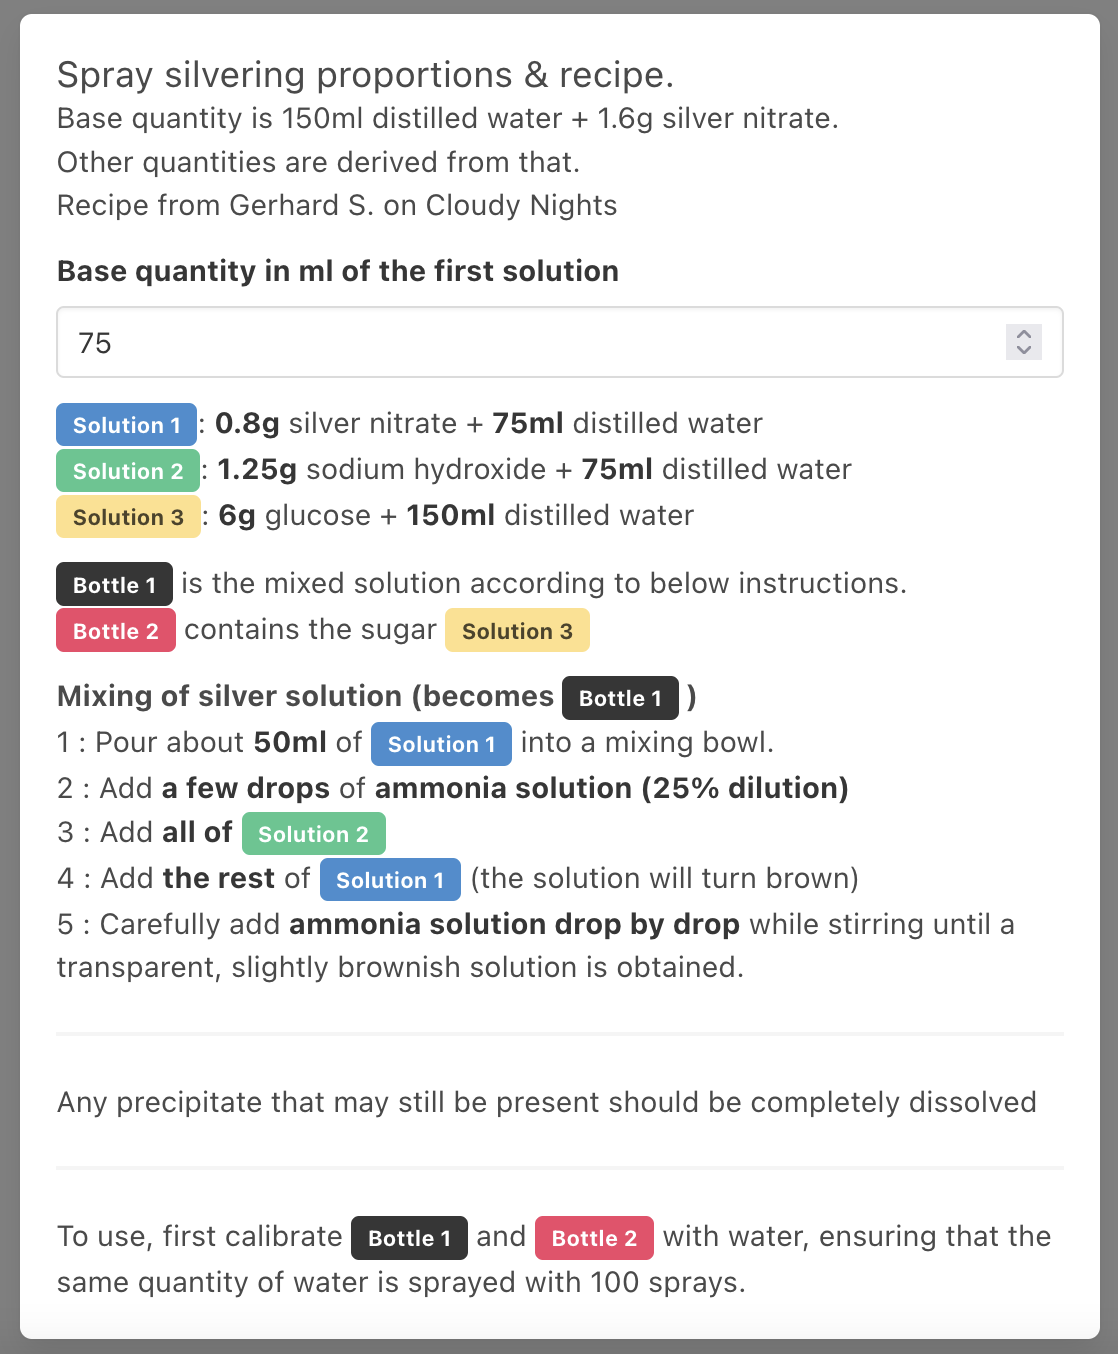 Spray silvering proportions & recipe.
Base quantity is 150ml distilled water + 1.6g silver nitrate.
Other quantities are derived from that.
Recipe from Gerhard S. on Cloudy Nights
Base quantity in ml of the first solution
75
Solution 1 : 0.8g silver nitrate + 75ml distilled water
Solution 2 : 1.25g sodium hydroxide + 75ml distilled water
Solution 3 : 6g glucose + 150ml distilled water
Bottle 1 is the mixed solution according to below instructions.
Bottle 2 contains the sugar Solution 3
Mixing of silver solution (becomes Bottle 1 )
1 : Pour about 50ml of Solution 1 into a mixing bowl.
2 : Add a few drops of ammonia solution (25% dilution)
3 : Add all of Solution 2
4 : Add the rest of Solution 1 (the solution will turn brown)
5 : Carefully add ammonia solution drop by drop while stirring until a
transparent, slightly brownish solution is obtained.
Any precipitate that may still be present should be completely dissolved
To use, first calibrate Bottle 1 and Bottle 2 with water, ensuring that the
same quantity of water is sprayed with 100 sprays.